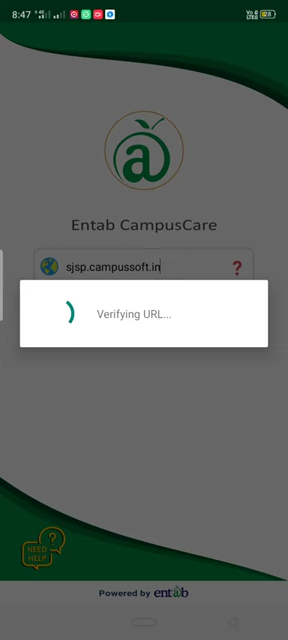 8:47
Entab CampusCare
sjsp.campussoft.in
?
Verifying URL...
?
NEED
HELP
Powered by entab